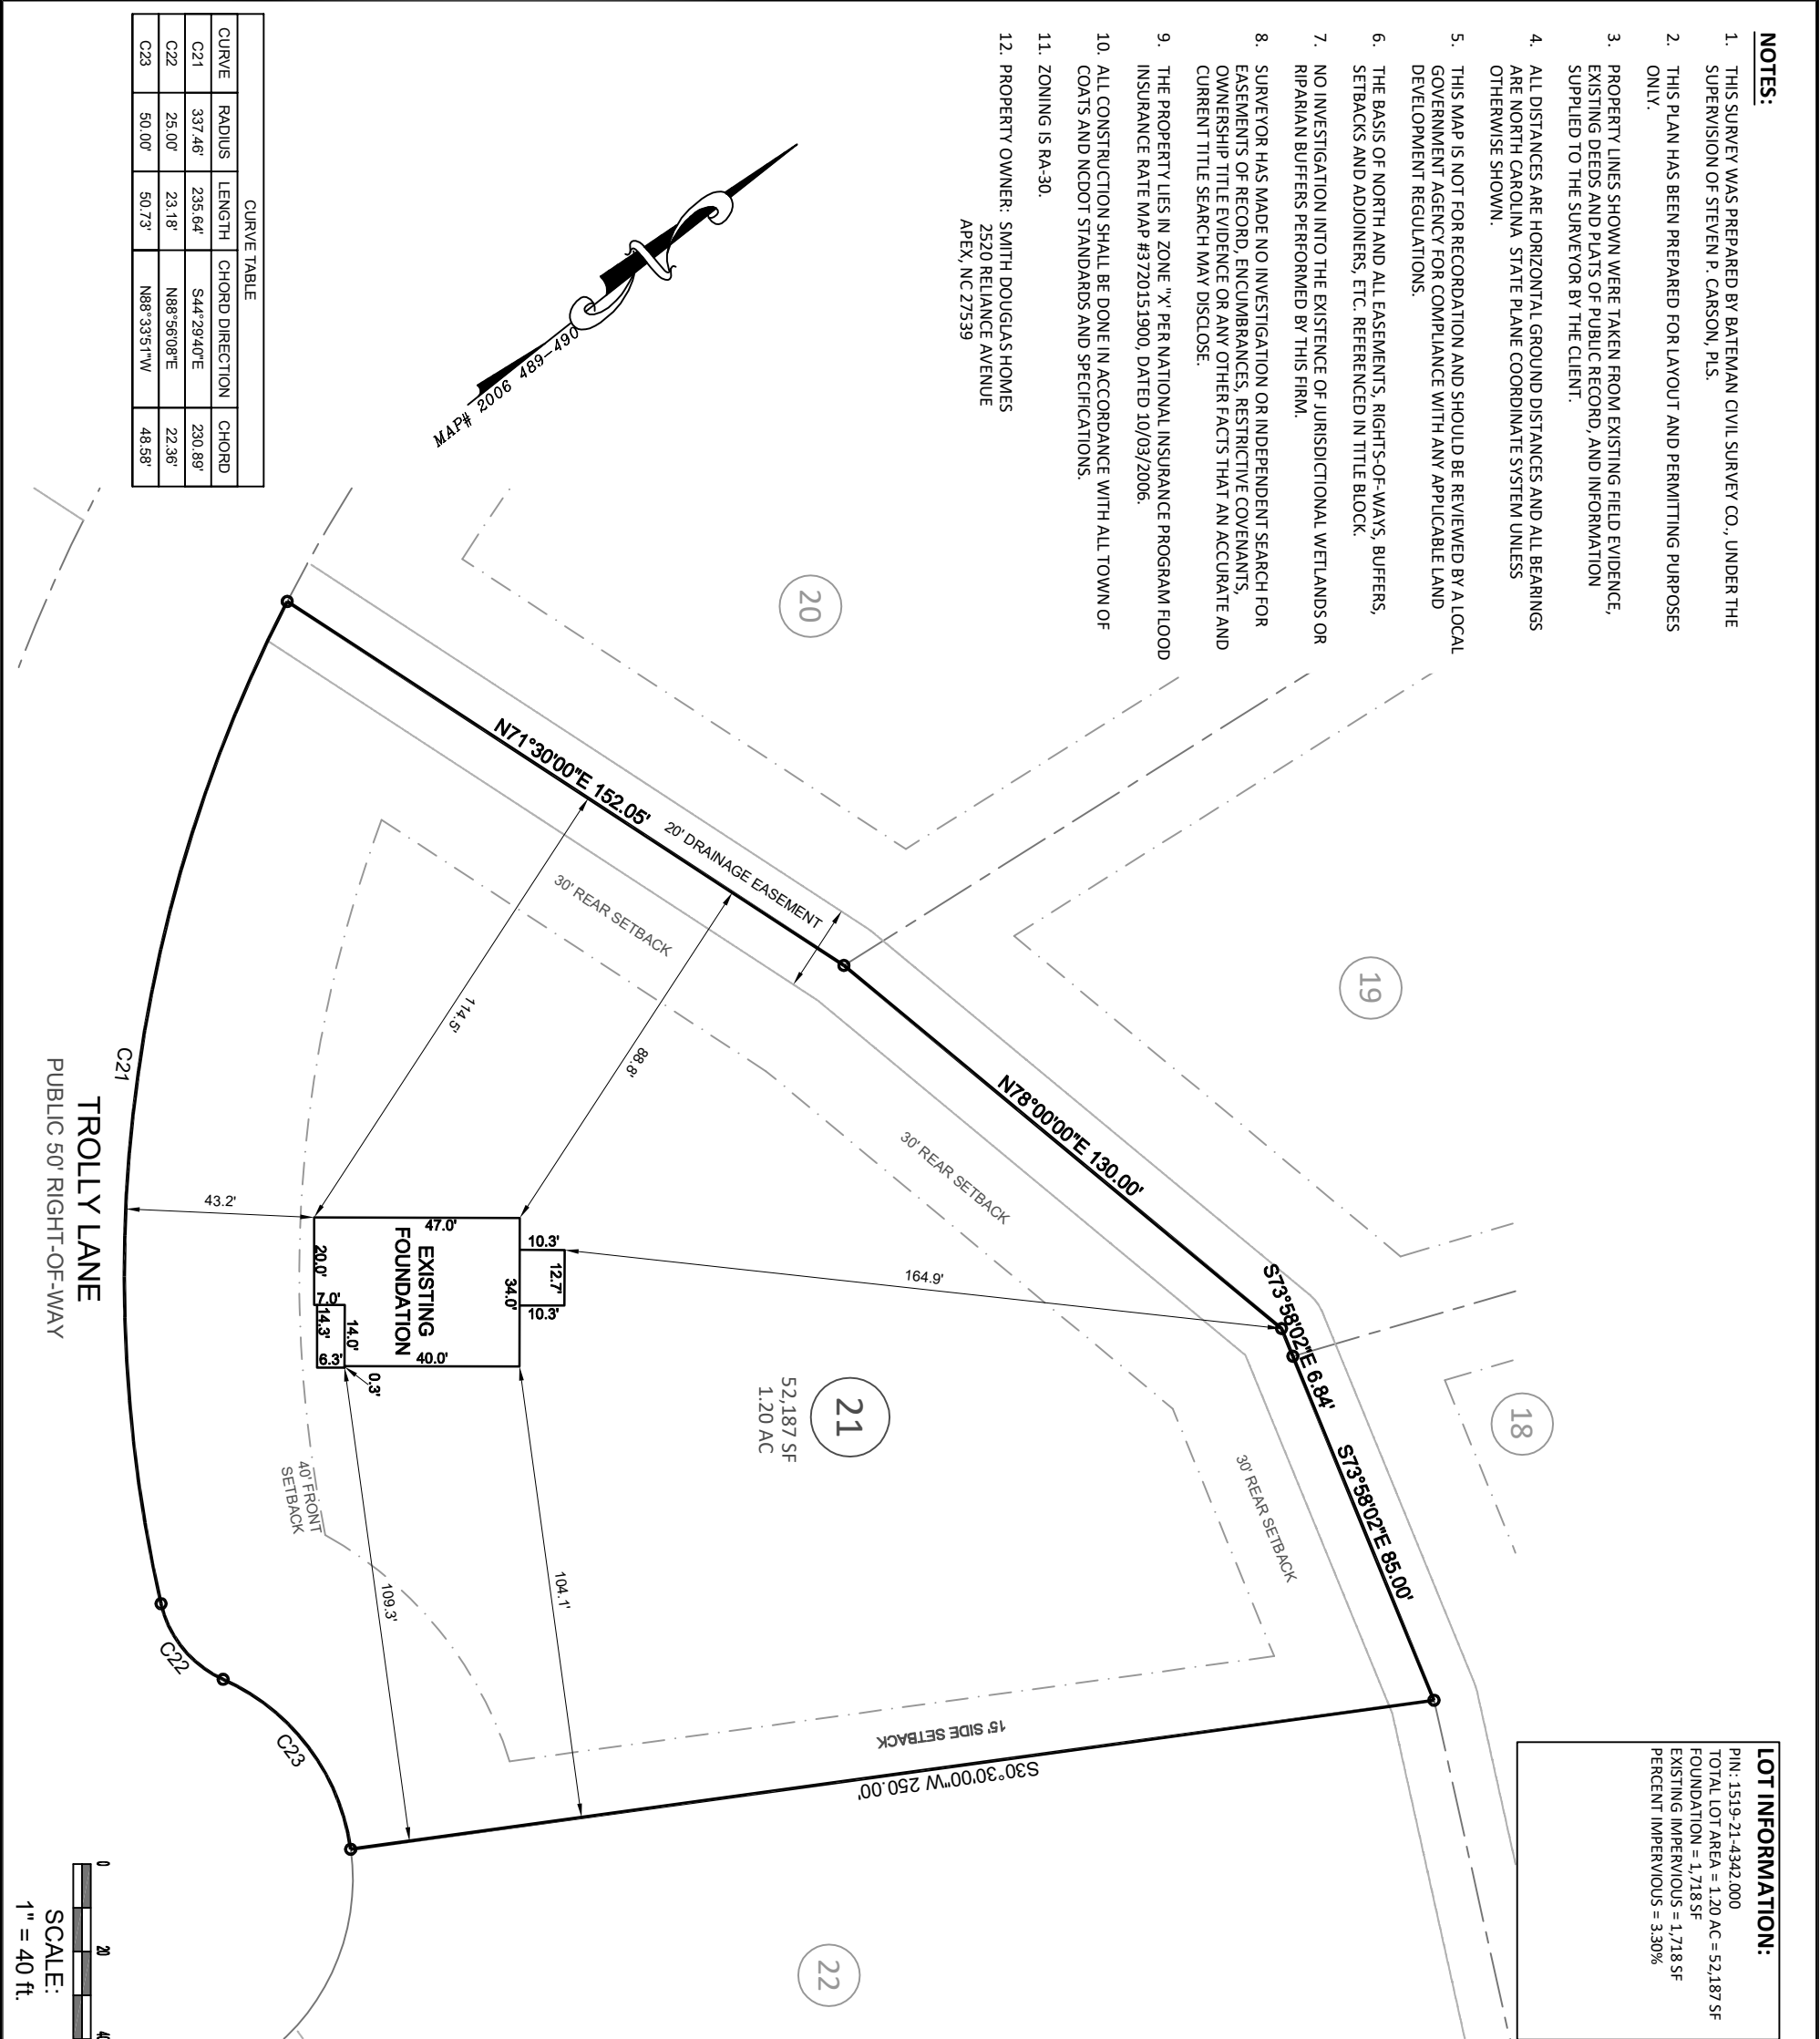 NOTES:
1. THIS SURVEY WAS PREPARED BY BATEMAN CIVIL SURVEY CO., UNDER THE
SUPERVISION OF STEVEN P. CARSON, PLS.
2. THIS PLAN HAS BEEN PREPARED FOR LAYOUT AND PERMITTING PURPOSES
ONLY.
3. PROPERTY LINES SHOWN WERE TAKEN FROM EXISTING FIELD EVIDENCE,
EXISTING DEEDS AND PLATS OF PUBLIC RECORD, AND INFORMATION
SUPPLIED TO THE SURVEYOR BY THE CLIENT.
4. ALL DISTANCES ARE HORIZONTAL GROUND DISTANCES AND ALL BEARINGS
ARE NORTH CAROLINA STATE PLANE COORDINATE SYSTEM UNLESS
OTHERWISE SHOWN.
5. THIS MAP IS NOT FOR RECORDATION AND SHOULD BE REVIEWED BY A LOCAL
GOVERNMENT AGENCY FOR COMPLIANCE WITH ANY APPLICABLE LAND
DEVELOPMENT REGULATIONS.
6. THE BASIS OF NORTH AND ALL EASEMENTS, RIGHTS-OF-WAYS, BUFFERS,
SETBACKS AND ADJOINERS, ETC. REFERENCED IN TITLE BLOCK.
7. NO INVESTIGATION INTO THE EXISTENCE OF JURISDICTIONAL WETLANDS OR
RIPARIAN BUFFERS PERFORMED BY THIS FIRM.
8. SURVEYOR HAS MADE NO INVESTIGATION OR INDEPENDENT SEARCH FOR
EASEMENTS OF RECORD, ENCUMBRANCES, RESTRICTIVE COVENANTS,
OWNERSHIP TITLE EVIDENCE OR ANY OTHER FACTS THAT AN ACCURATE AND
CURRENT TITLE SEARCH MAY DISCLOSE.
9. THE PROPERTY LIES IN ZONE "X' PER NATIONAL INSURANCE PROGRAM FLOOD
INSURANCE RATE MAP #3720151900, DATED 10/03/2006.
10. ALL CONSTRUCTION SHALL BE DONE IN ACCORDANCE WITH ALL TOWN OF
COATS AND NCDOT STANDARDS AND SPECIFICATIONS.
11. ZONING IS RA-30.
12. PROPERTY OWNER: SMITH DOUGLAS HOMES
2520 RELIANCE AVENUE
APEX, NC 27539
LOT INFORMATION:
PIN: 1519-21-4342.000
TOTAL LOT AREA = 1.20 AC = 52,187 SF
FOUNDATION = 1,718 SF
EXISTING IMPERVIOUS = 1,718 SF
PERCENT IMPERVIOUS = 3.30%
MAP# 2006 489-490
18
19
20
21
52,187 SF
1.20 AC
22
N71°30'00"E 152.05'
20' DRAINAGE EASEMENT
30' REAR SETBACK
N78°00'00"E 130.00'
30' REAR SETBACK
S73°58'02"E 6.84'
S73°58'02"E 85.00'
30' REAR SETBACK
15' SIDE SETBACK
S30°30'00"W 250.00'
114.5'
88.8'
164.9'
104.1'
109.3'
43.2'
10.3'
12.7'
10.3'
47.0'
34.0'
EXISTING
FOUNDATION
40.0'
20.0'
7.0'
14.3'
14.0'
6.3'
0.3'
40' FRONT
SETBACK
C21
C22
C23
TROLLY LANE
PUBLIC 50' RIGHT-OF-WAY
CURVE TABLE
CURVE RADIUS LENGTH CHORD DIRECTION CHORD
C21 337.46' 235.64' S44°29'40"E 230.89'
C22 25.00' 23.18' N88°56'08"E 22.36'
C23 50.00' 50.73' N88°33'51"W 48.58'
0 20
SCALE:
1" = 40 ft.